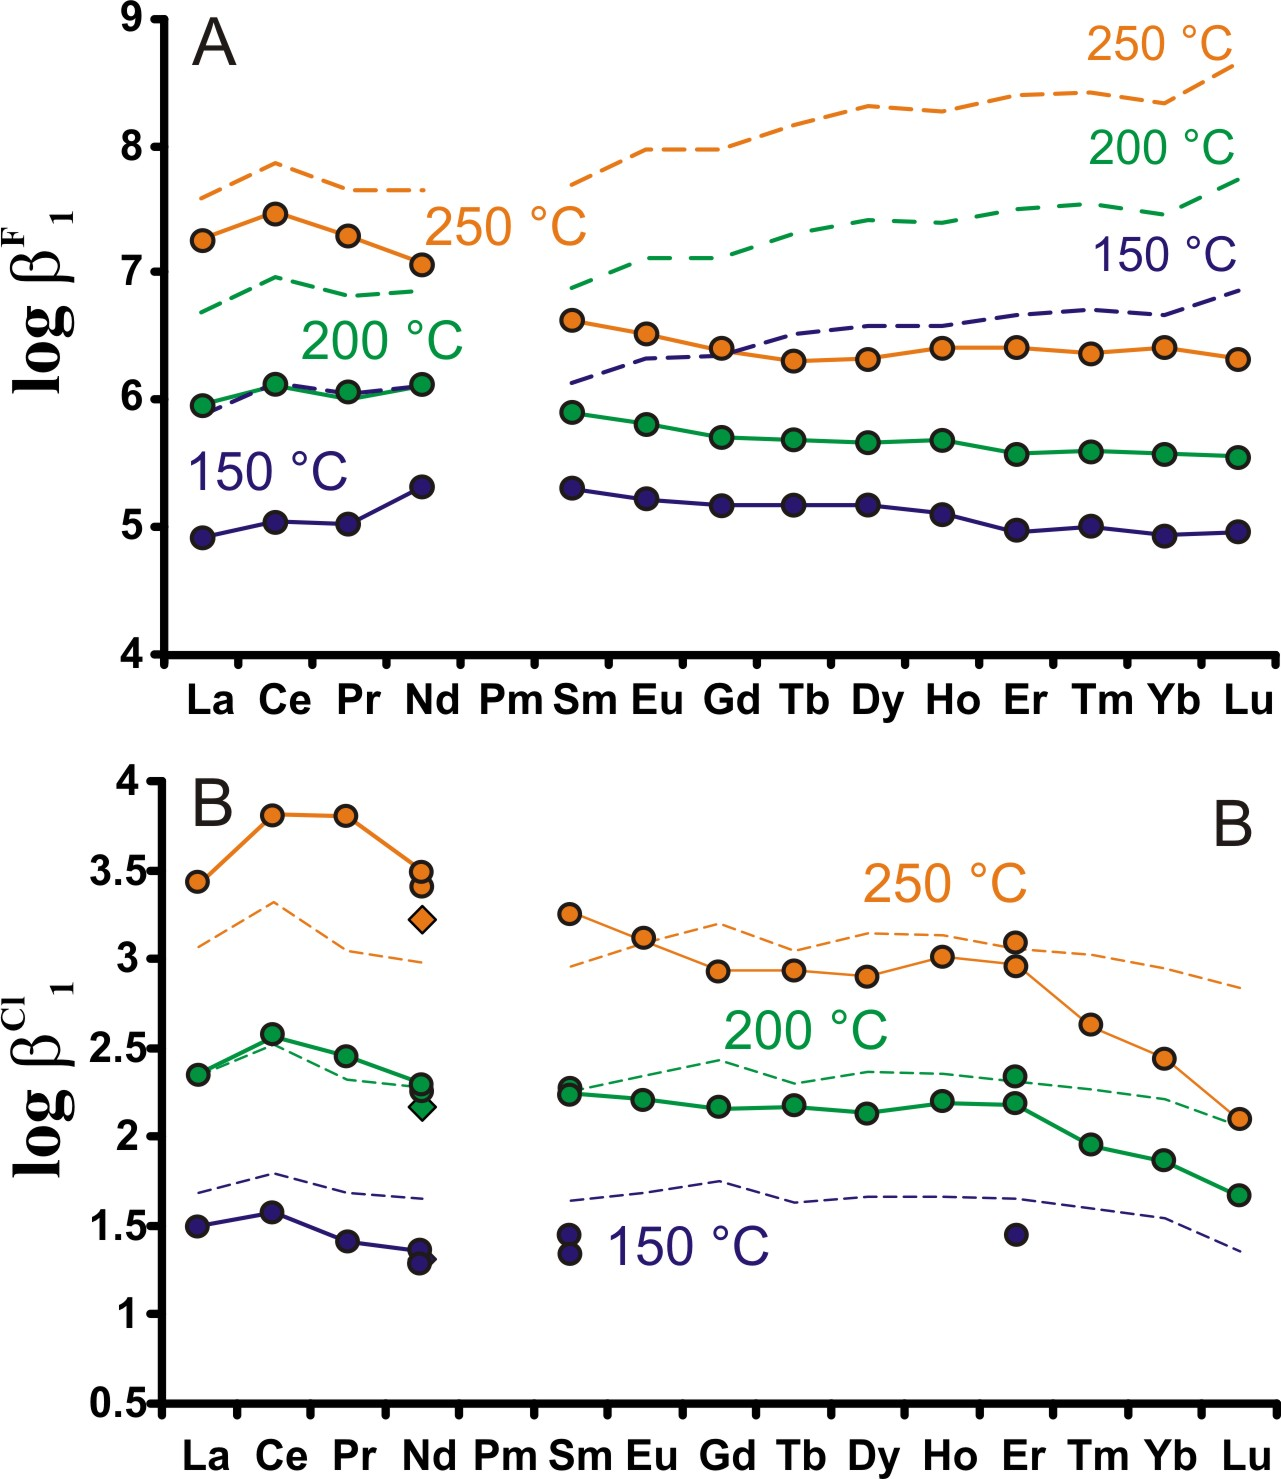 A
9
8
7
6
5
4
log β F 1
250 °C
200 °C
150 °C
250 °C
200 °C
150 °C
La Ce Pr Nd Pm Sm Eu Gd Tb Dy Ho Er Tm Yb Lu
B
B
4
3.5
3
2.5
2
1.5
1
0.5
log β Cl 1
250 °C
200 °C
150 °C
La Ce Pr Nd Pm Sm Eu Gd Tb Dy Ho Er Tm Yb Lu